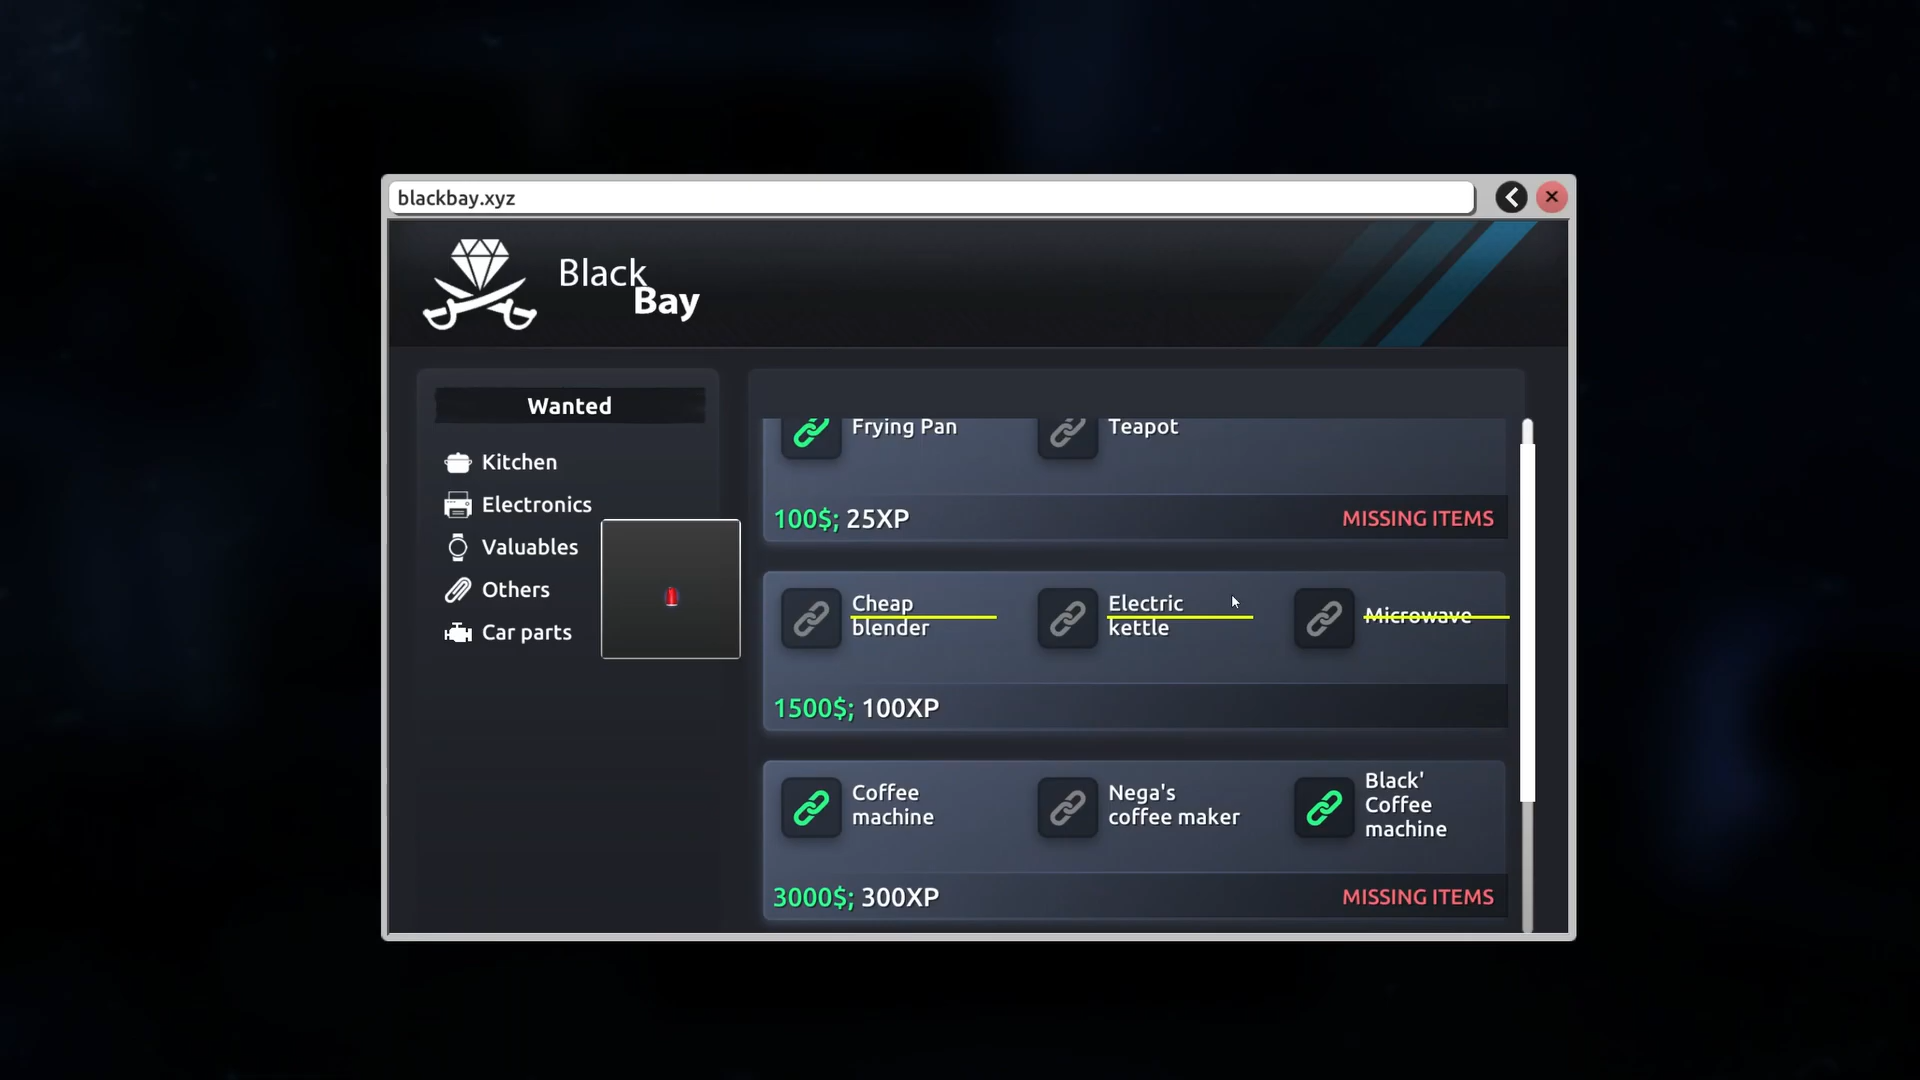 blackbay.xyz
Black
Bay
Wanted
Kitchen
Electronics
Valuables
Others
Car parts
Frying Pan
Teapot
100$; 25XP
MISSING ITEMS
Cheap
blender
Electric
kettle
Microwave
1500$; 100XP
Coffee
machine
Nega's
coffee maker
Black'
Coffee
machine
3000$; 300XP
MISSING ITEMS